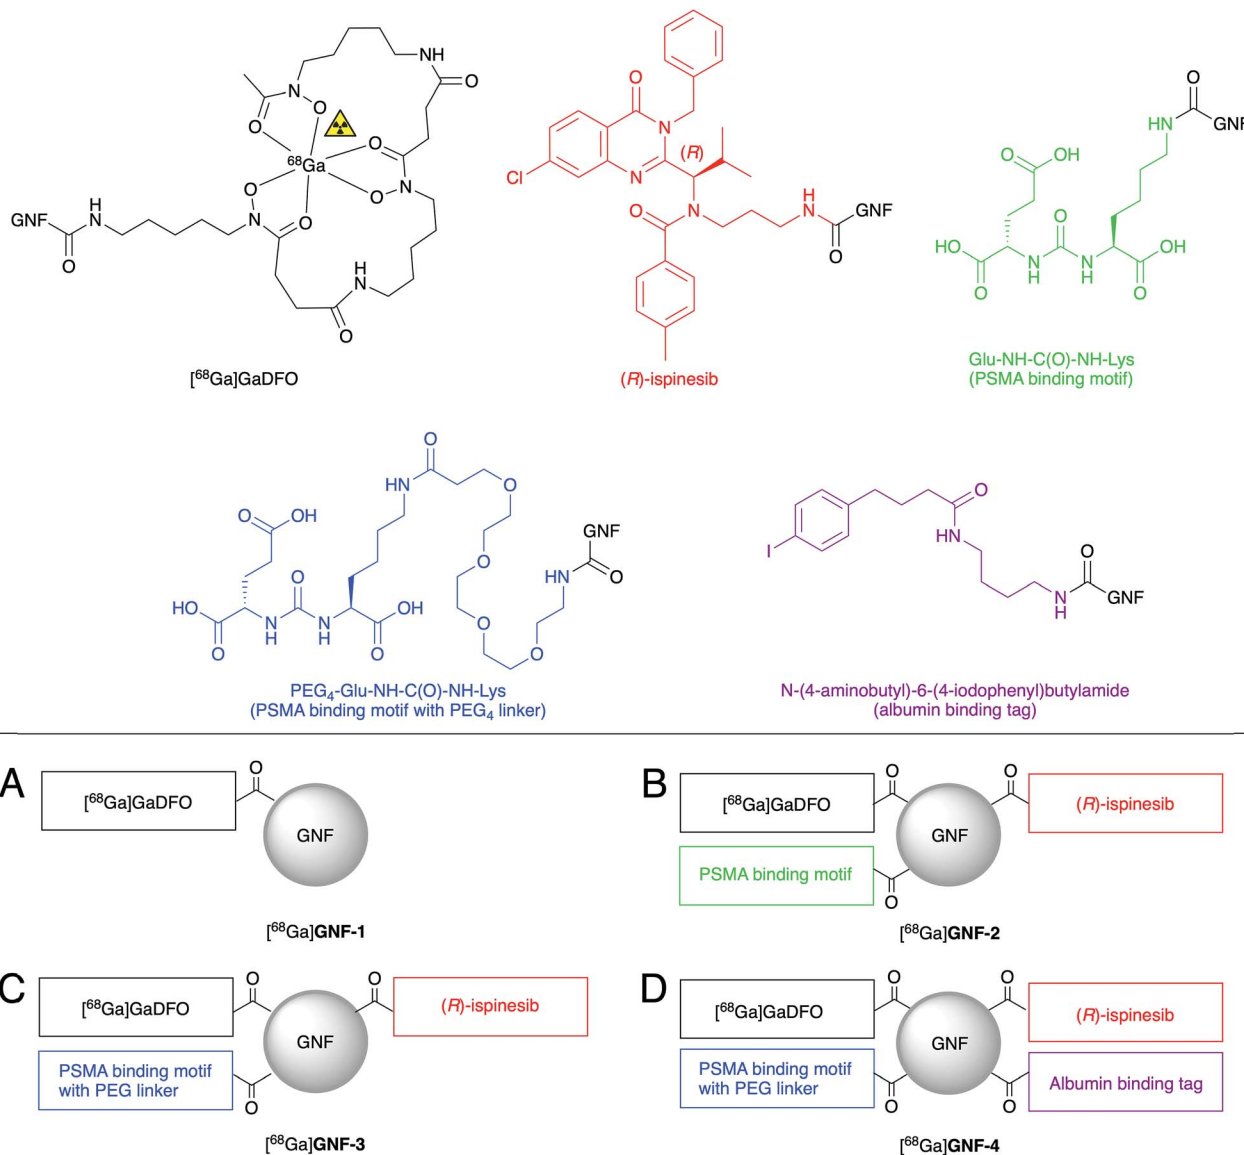 [⁶⁸Ga]GaDFO
(R)-ispinesib
Glu-NH-C(O)-NH-Lys
(PSMA binding motif)
PEG₄-Glu-NH-C(O)-NH-Lys
(PSMA binding motif with PEG₄ linker)
N-(4-aminobutyl)-6-(4-iodophenyl)butylamide
(albumin binding tag)
NH
O
N
O
O
⁶⁸Ga
O
N
O
O
N
O
GNF
H
N
O
H
N
O
O
N
N
Cl
(R)
O
N
H
N
GNF
O
O
HN
GNF
O
OH
HO
O
N
H
O
N
H
OH
O
O
HN
O
O
O
O
HN
GNF
O
O
OH
HO
O
N
H
O
N
H
OH
O
I
O
HN
N
H
O
GNF
A
[⁶⁸Ga]GaDFO
O
GNF
[⁶⁸Ga]GNF-1
B
[⁶⁸Ga]GaDFO
O
O
(R)-ispinesib
GNF
PSMA binding motif
O
[⁶⁸Ga]GNF-2
C
[⁶⁸Ga]GaDFO
O
O
(R)-ispinesib
GNF
PSMA binding motif
with PEG linker
O
[⁶⁸Ga]GNF-3
D
[⁶⁸Ga]GaDFO
O
O
(R)-ispinesib
GNF
PSMA binding motif
with PEG linker
O
O
Albumin binding tag
[⁶⁸Ga]GNF-4